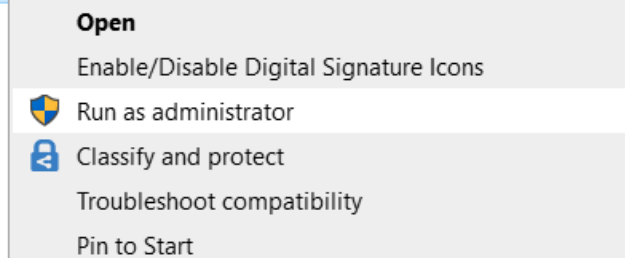 Open
Enable/Disable Digital Signature Icons
Run as administrator
Classify and protect
Troubleshoot compatibility
Pin to Start